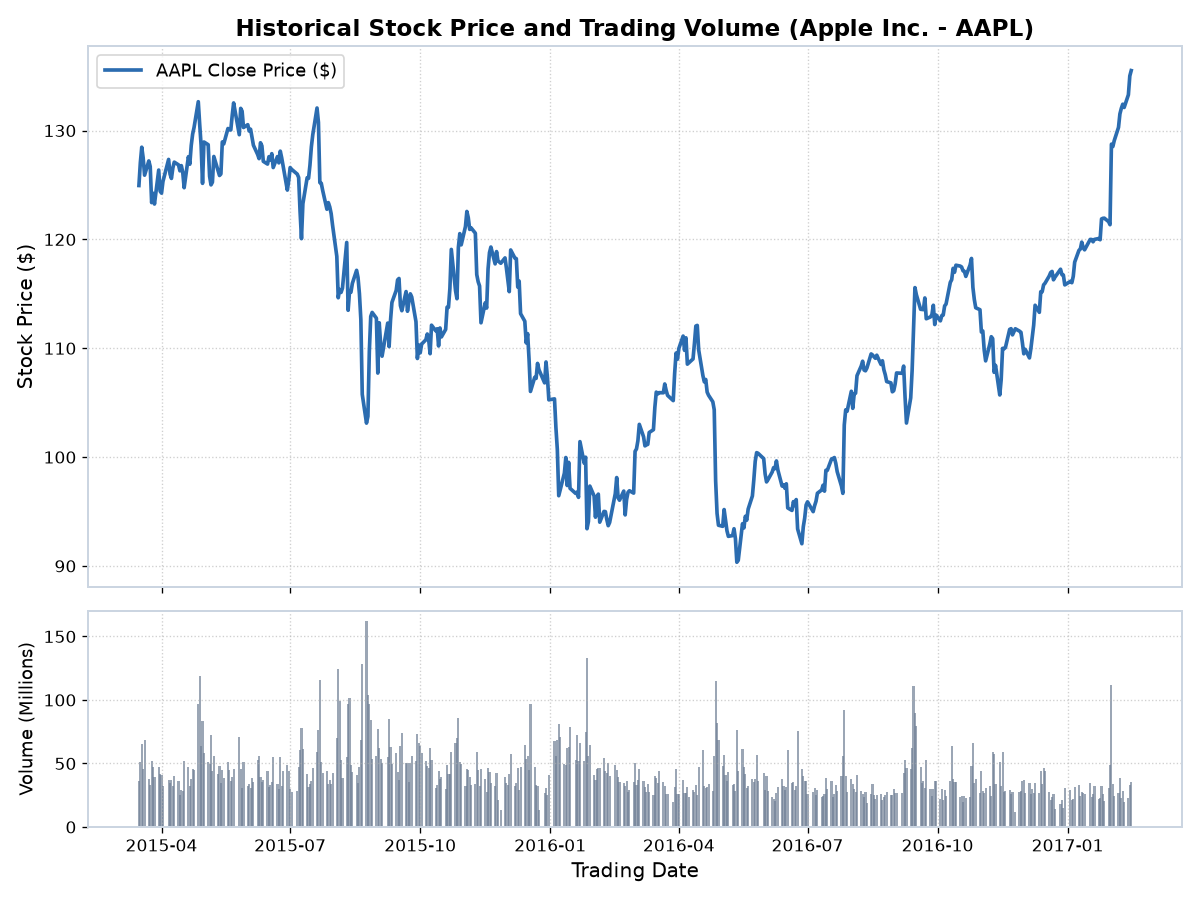 Historical Stock Price and Trading Volume (Apple Inc. - AAPL)
AAPL Close Price ($)
Stock Price ($)
130
120
110
100
90
Volume (Millions)
150
100
50
0
2015-04 2015-07 2015-10 2016-01 2016-04 2016-07 2016-10 2017-01
Trading Date